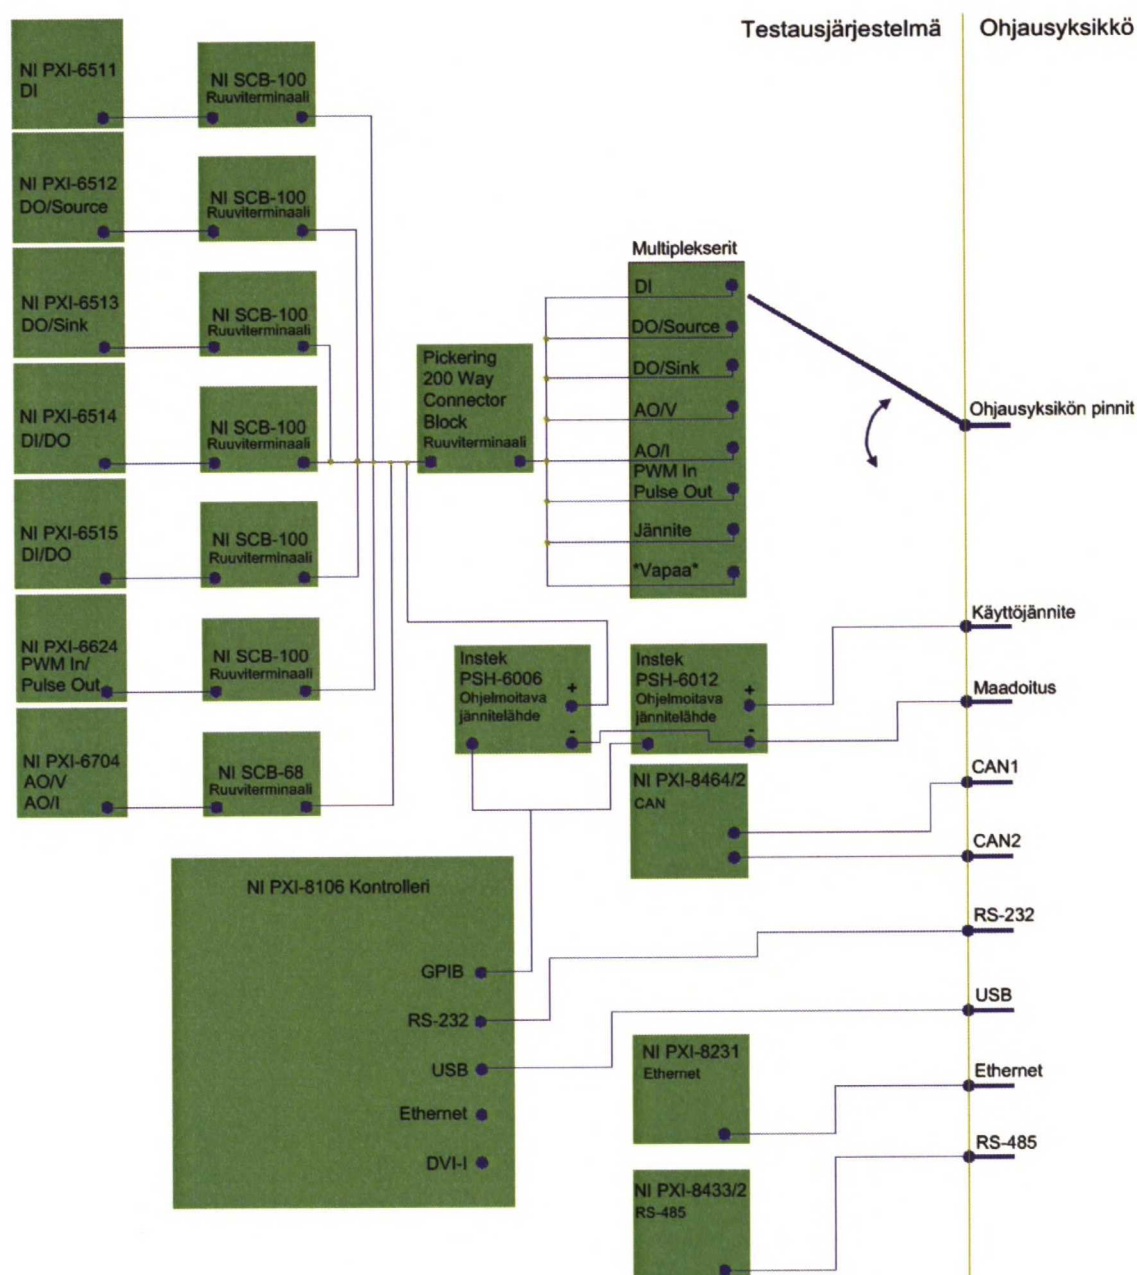 Testausjärjestelmä
Ohjausyksikkö
NI PXI-6511
DI
NI SCB-100
Ruuviterminaali
NI PXI-6512
DO/Source
NI SCB-100
Ruuviterminaali
NI PXI-6513
DO/Sink
NI SCB-100
Ruuviterminaali
NI PXI-6514
DI/DO
NI SCB-100
Ruuviterminaali
NI PXI-6515
DI/DO
NI SCB-100
Ruuviterminaali
NI PXI-6624
PWM In/
Pulse Out
NI SCB-100
Ruuviterminaali
NI PXI-6704
AO/V
AO/I
NI SCB-68
Ruuviterminaali
Pickering
200 Way
Connector
Block
Ruuviterminaali
Multiplekserit
DI
DO/Source
DO/Sink
AO/V
AO/I
PWM In
Pulse Out
Jännite
*Vapaa*
Ohjausyksikön pinnit
Instek
PSH-6006
Ohjelmoitava
jännitelähde
+
-
Instek
PSH-6012
Ohjelmoitava
jännitelähde
+
-
Käyttöjännite
Maadoitus
NI PXI-8464/2
CAN
CAN1
CAN2
NI PXI-8106 Kontrolleri
GPIB
RS-232
USB
Ethernet
DVI-I
RS-232
USB
NI PXI-8231
Ethernet
Ethernet
NI PXI-8433/2
RS-485
RS-485